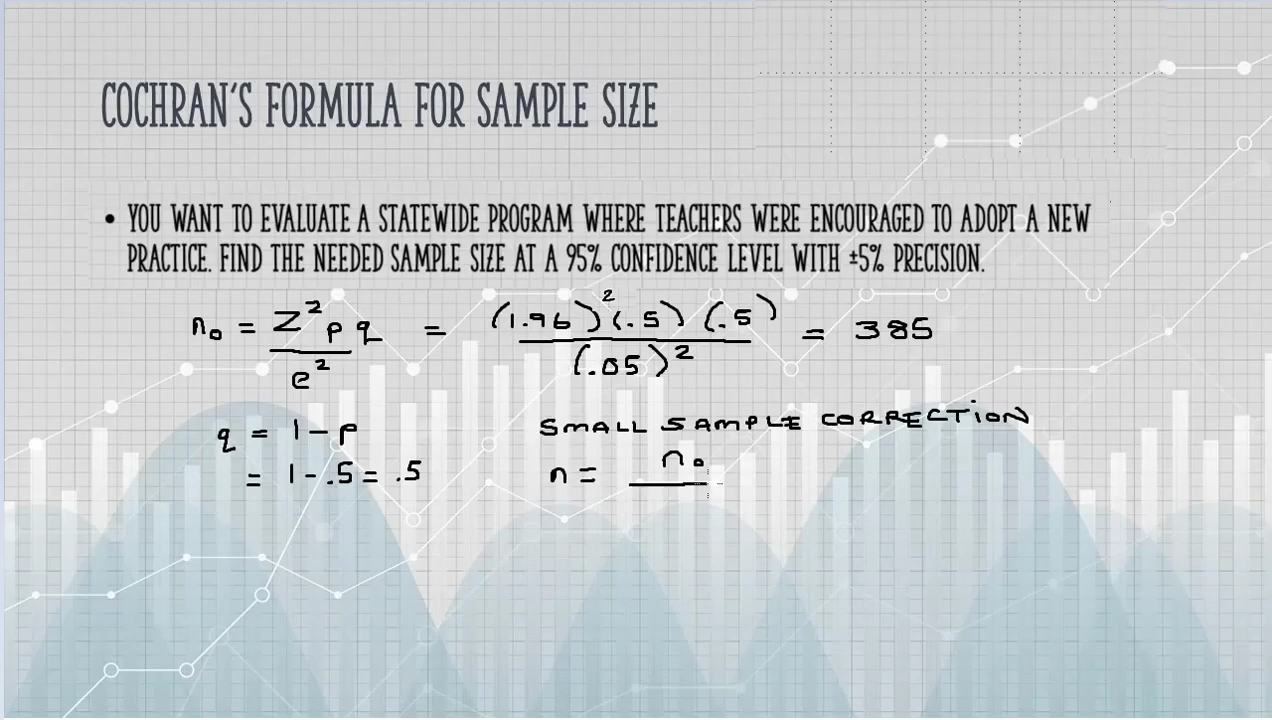 COCHRAN'S FORMULA FOR SAMPLE SIZE
• YOU WANT TO EVALUATE A STATEWIDE PROGRAM WHERE TEACHERS WERE ENCOURAGED TO ADOPT A NEW
PRACTICE. FIND THE NEEDED SAMPLE SIZE AT A 95% CONFIDENCE LEVEL WITH ±5% PRECISION.
n₀ = Z²pq / e² = (1.96)²(.5)(.5) / (.05)² = 385
q = 1 - p
= 1 - .5 = .5
SMALL SAMPLE CORRECTION
n = n₀